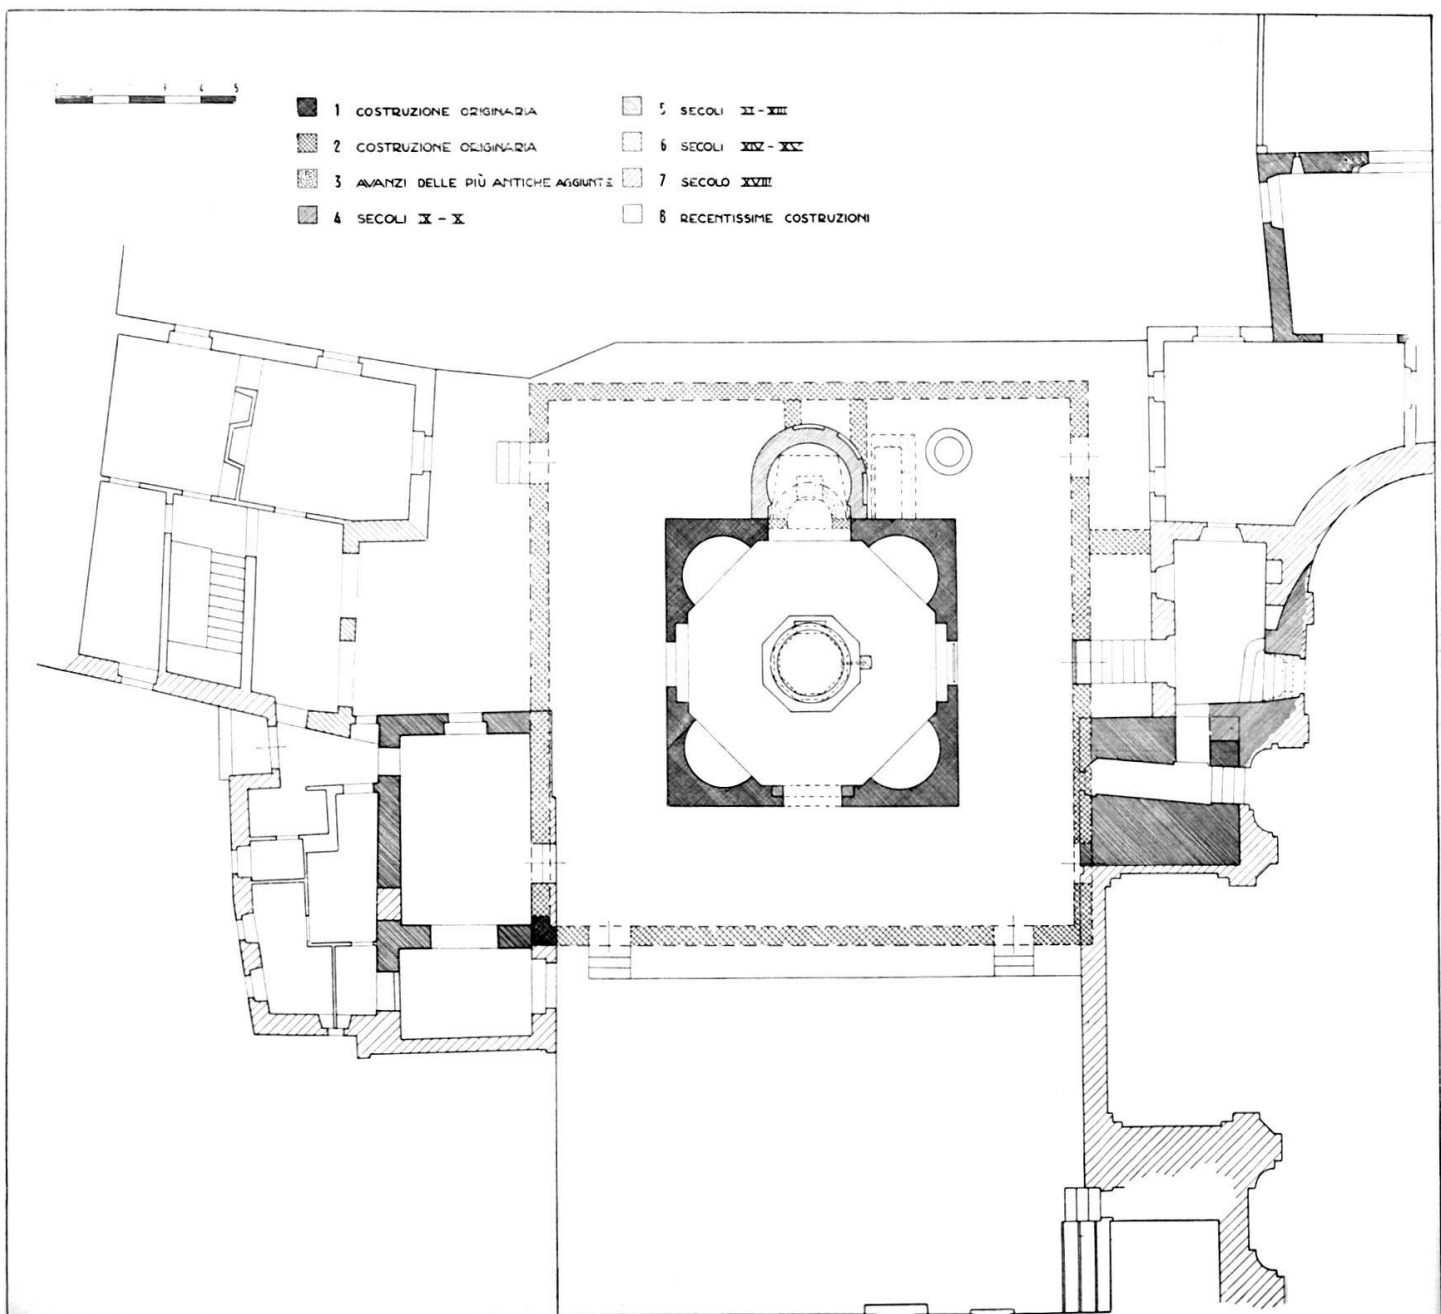 1 COSTRUZIONE ORIGINARIA
2 COSTRUZIONE ORIGINARIA
3 AVANZI DELLE PIÙ ANTICHE AGGIUNTE
4 SECOLI IX - X
5 SECOLI XI - XIII
6 SECOLI XIV - XV
7 SECOLO XVIII
8 RECENTISSIME COSTRUZIONI